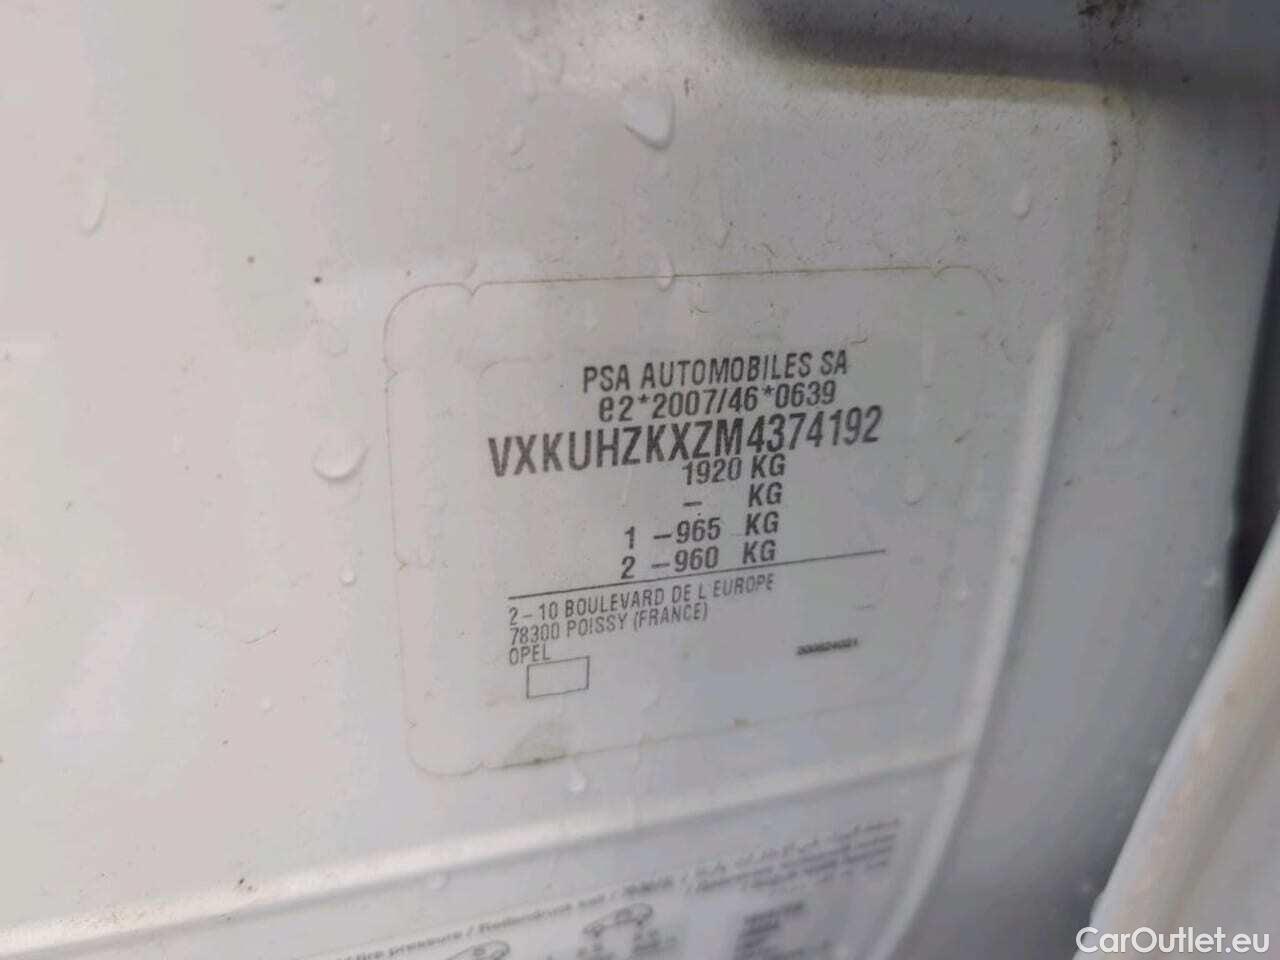 PSA AUTOMOBILES SA
e2*2007/46*0639
VXKUHZKXZM4374192
1920 KG
- KG
1 -965 KG
2 -960 KG
2-10 BOULEVARD DE L EUROPE
78300 POISSY (FRANCE)
OPEL
pressure /
CarOutlet.eu